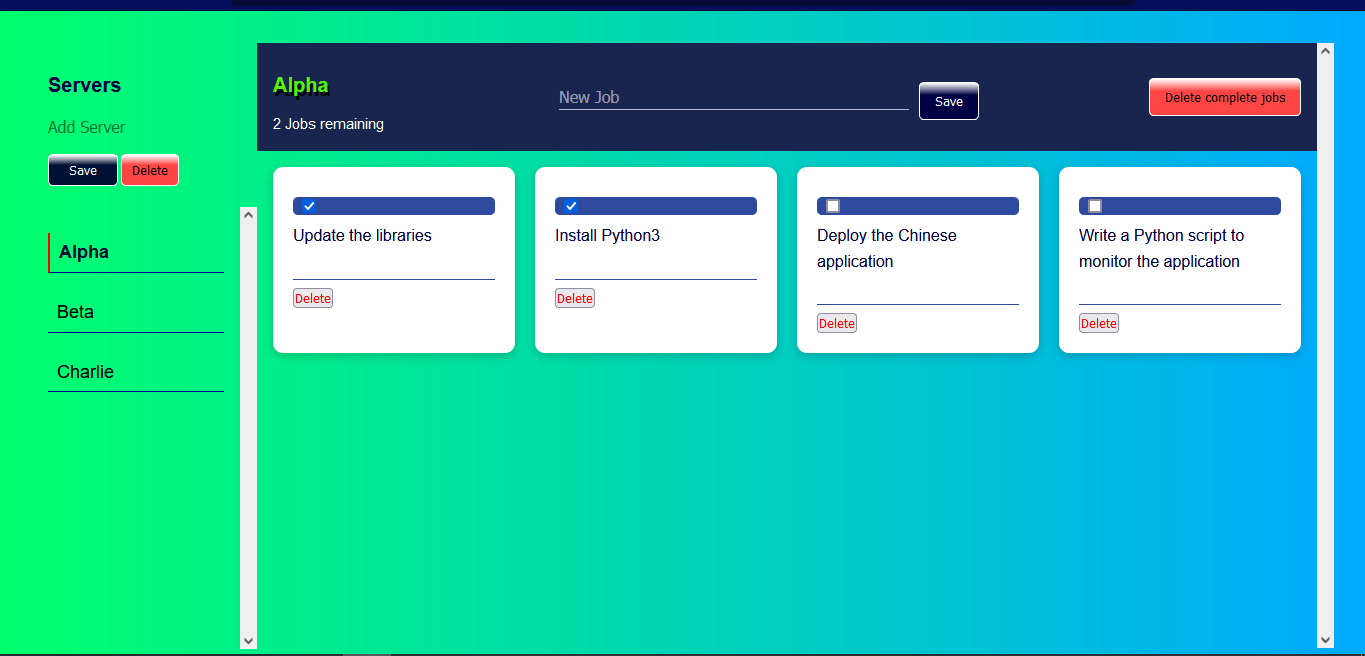 Servers
Add Server
Save Delete
Alpha
Beta
Charlie
Alpha
2 Jobs remaining
New Job
Save
Delete complete jobs
Update the libraries
Delete
Install Python3
Delete
Deploy the Chinese
application
Delete
Write a Python script to
monitor the application
Delete